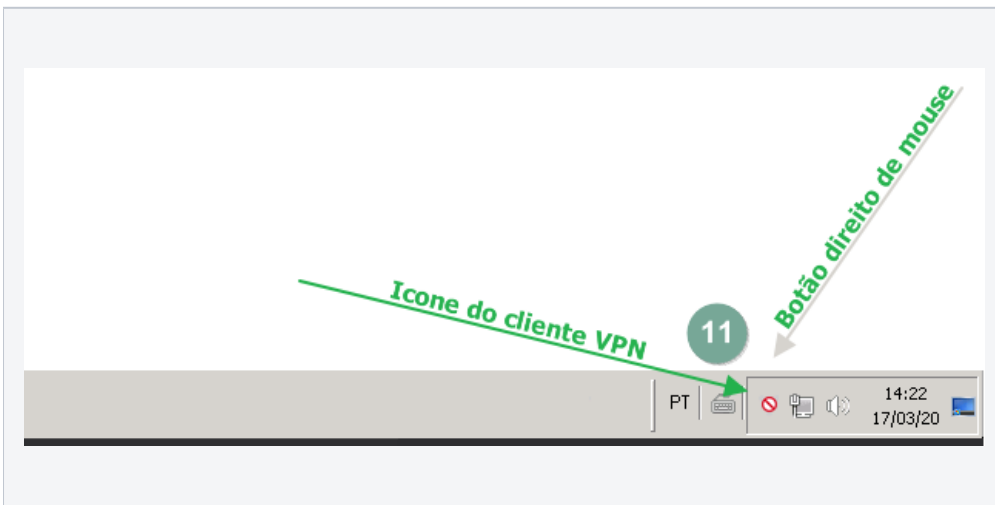 Botão direito de mouse
Icone do cliente VPN
11
PT
14:22
17/03/20